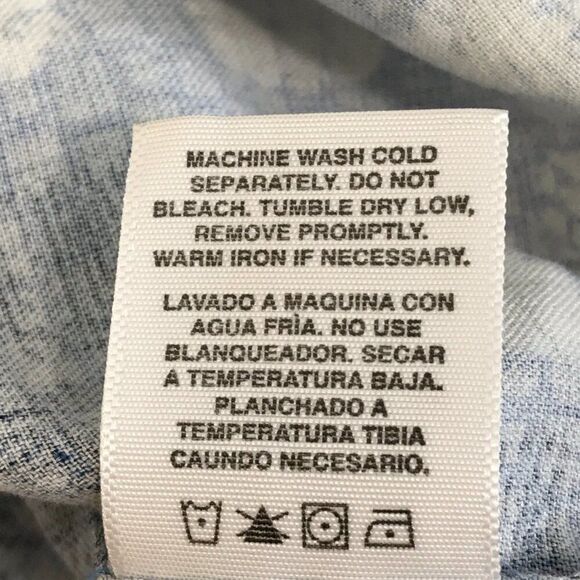 MACHINE WASH COLD
SEPARATELY. DO NOT
BLEACH. TUMBLE DRY LOW,
REMOVE PROMPTLY.
WARM IRON IF NECESSARY.
LAVADO A MAQUINA CON
AGUA FRÌA. NO USE
BLANQUEADOR. SECAR
A TEMPERATURA BAJA.
PLANCHADO A
TEMPERATURA TIBIA
CAUNDO NECESARIO.